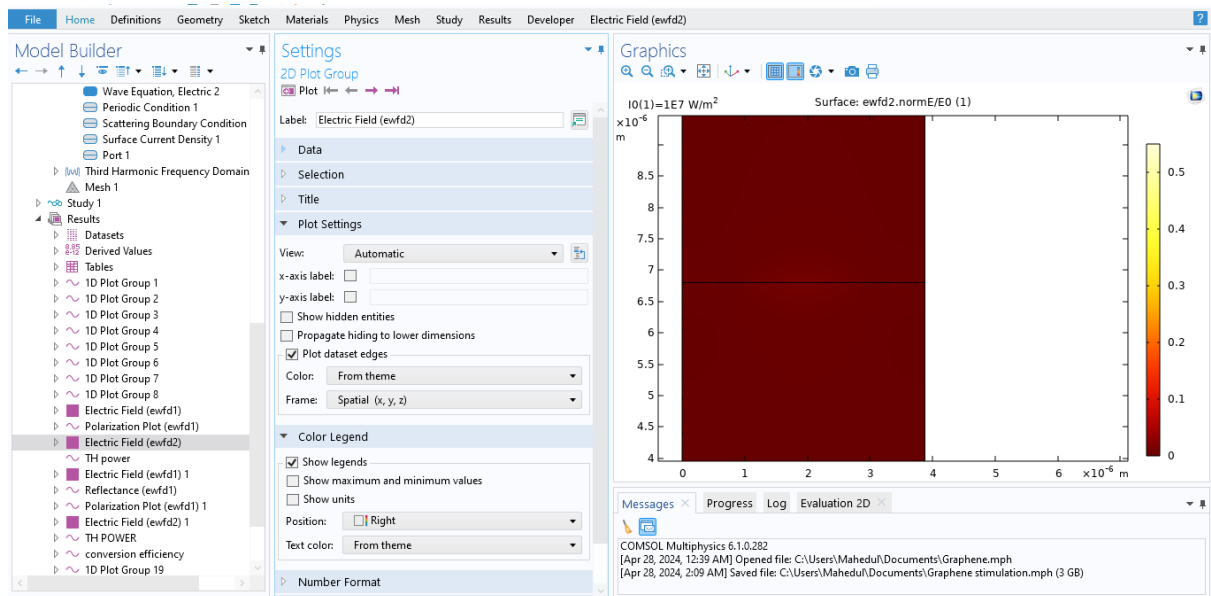 File Home Definitions Geometry Sketch Materials Physics Mesh Study Results Developer Electric Field (ewfd2) ?
Model Builder
Wave Equation, Electric 2
Periodic Condition 1
Scattering Boundary Condition
Surface Current Density 1
Port 1
Third Harmonic Frequency Domain
Mesh 1
Study 1
Results
Datasets
8.85
e-12
Derived Values
Tables
1D Plot Group 1
1D Plot Group 2
1D Plot Group 3
1D Plot Group 4
1D Plot Group 5
1D Plot Group 6
1D Plot Group 7
1D Plot Group 8
Electric Field (ewfd1)
Polarization Plot (ewfd1)
Electric Field (ewfd2)
TH power
Electric Field (ewfd1) 1
Reflectance (ewfd1)
Polarization Plot (ewfd1) 1
Electric Field (ewfd2) 1
TH POWER
conversion efficiency
1D Plot Group 19
Settings
2D Plot Group
Plot
Label: Electric Field (ewfd2)
Data
Selection
Title
Plot Settings
View: Automatic
x-axis label:
y-axis label:
Show hidden entities
Propagate hiding to lower dimensions
Plot dataset edges
Color: From theme
Frame: Spatial (x, y, z)
Color Legend
Show legends
Show maximum and minimum values
Show units
Position: Right
Text color: From theme
Number Format
Graphics
I0(1)=1E7 W/m² Surface: ewfd2.normE/E0 (1)
×10⁻⁶
m
8.5
8
7.5
7
6.5
6
5.5
5
4.5
4
0 1 2 3 4 5 6 ×10⁻⁶ m
0.5
0.4
0.3
0.2
0.1
0
Messages Progress Log Evaluation 2D
COMSOL Multiphysics 6.1.0.282
[Apr 28, 2024, 12:39 AM] Opened file: C:\Users\Mahedul\Documents\Graphene.mph
[Apr 28, 2024, 2:09 AM] Saved file: C:\Users\Mahedul\Documents\Graphene stimulation.mph (3 GB)